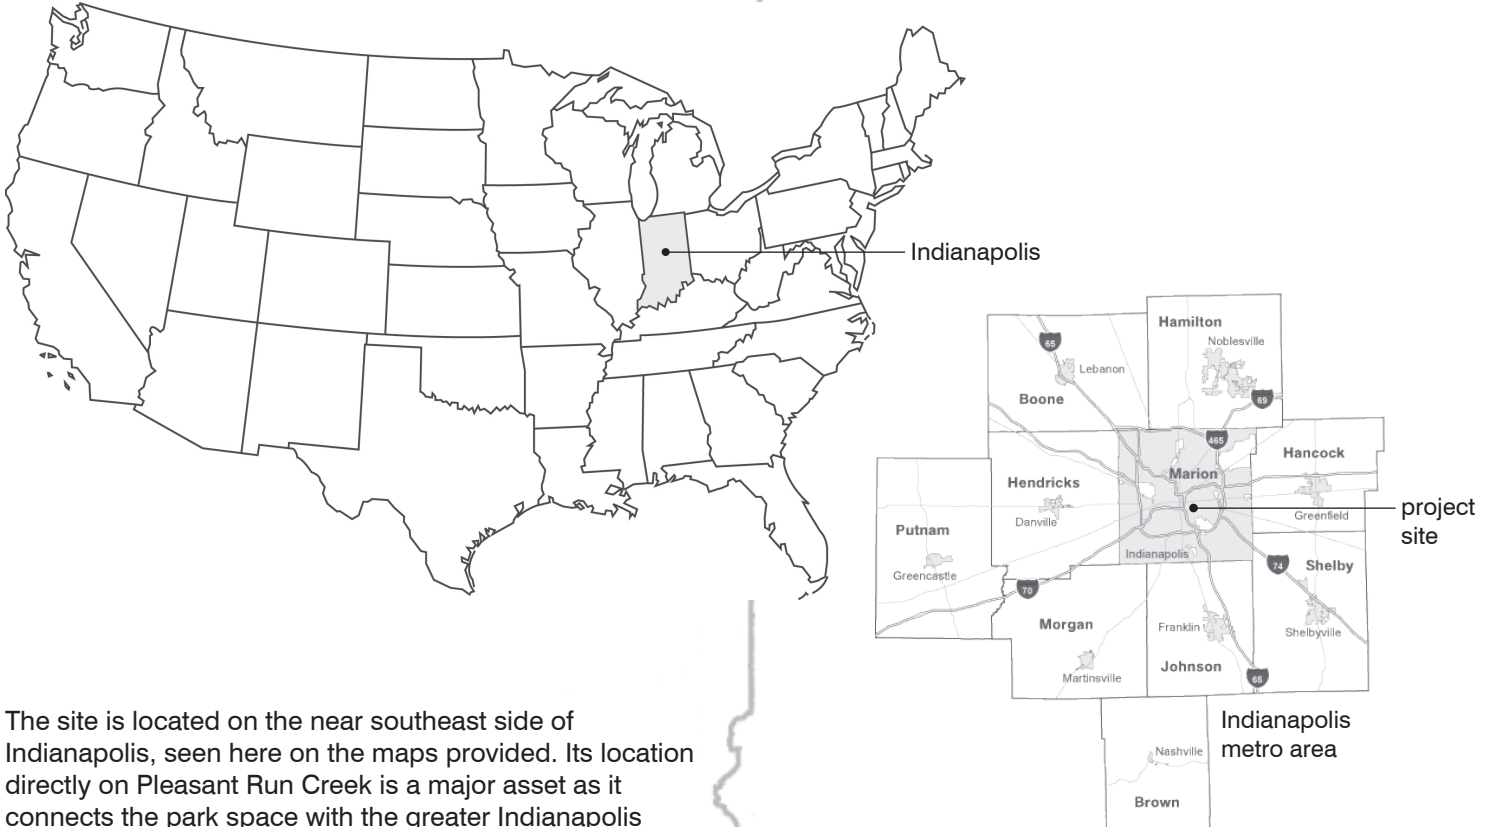 Indianapolis
Hamilton
Noblesville
65
Lebanon
Boone
69
465
Hancock
Marion
Hendricks
Danville
Greenfield
project
site
Putnam
Indianapolis
Greencastle
74
Shelby
70
Morgan
Franklin
Shelbyville
Johnson
Martinsville
65
Indianapolis
metro area
Nashville
Brown
The site is located on the near southeast side of
Indianapolis, seen here on the maps provided. Its location
directly on Pleasant Run Creek is a major asset as it
connects the park space with the greater Indianapolis